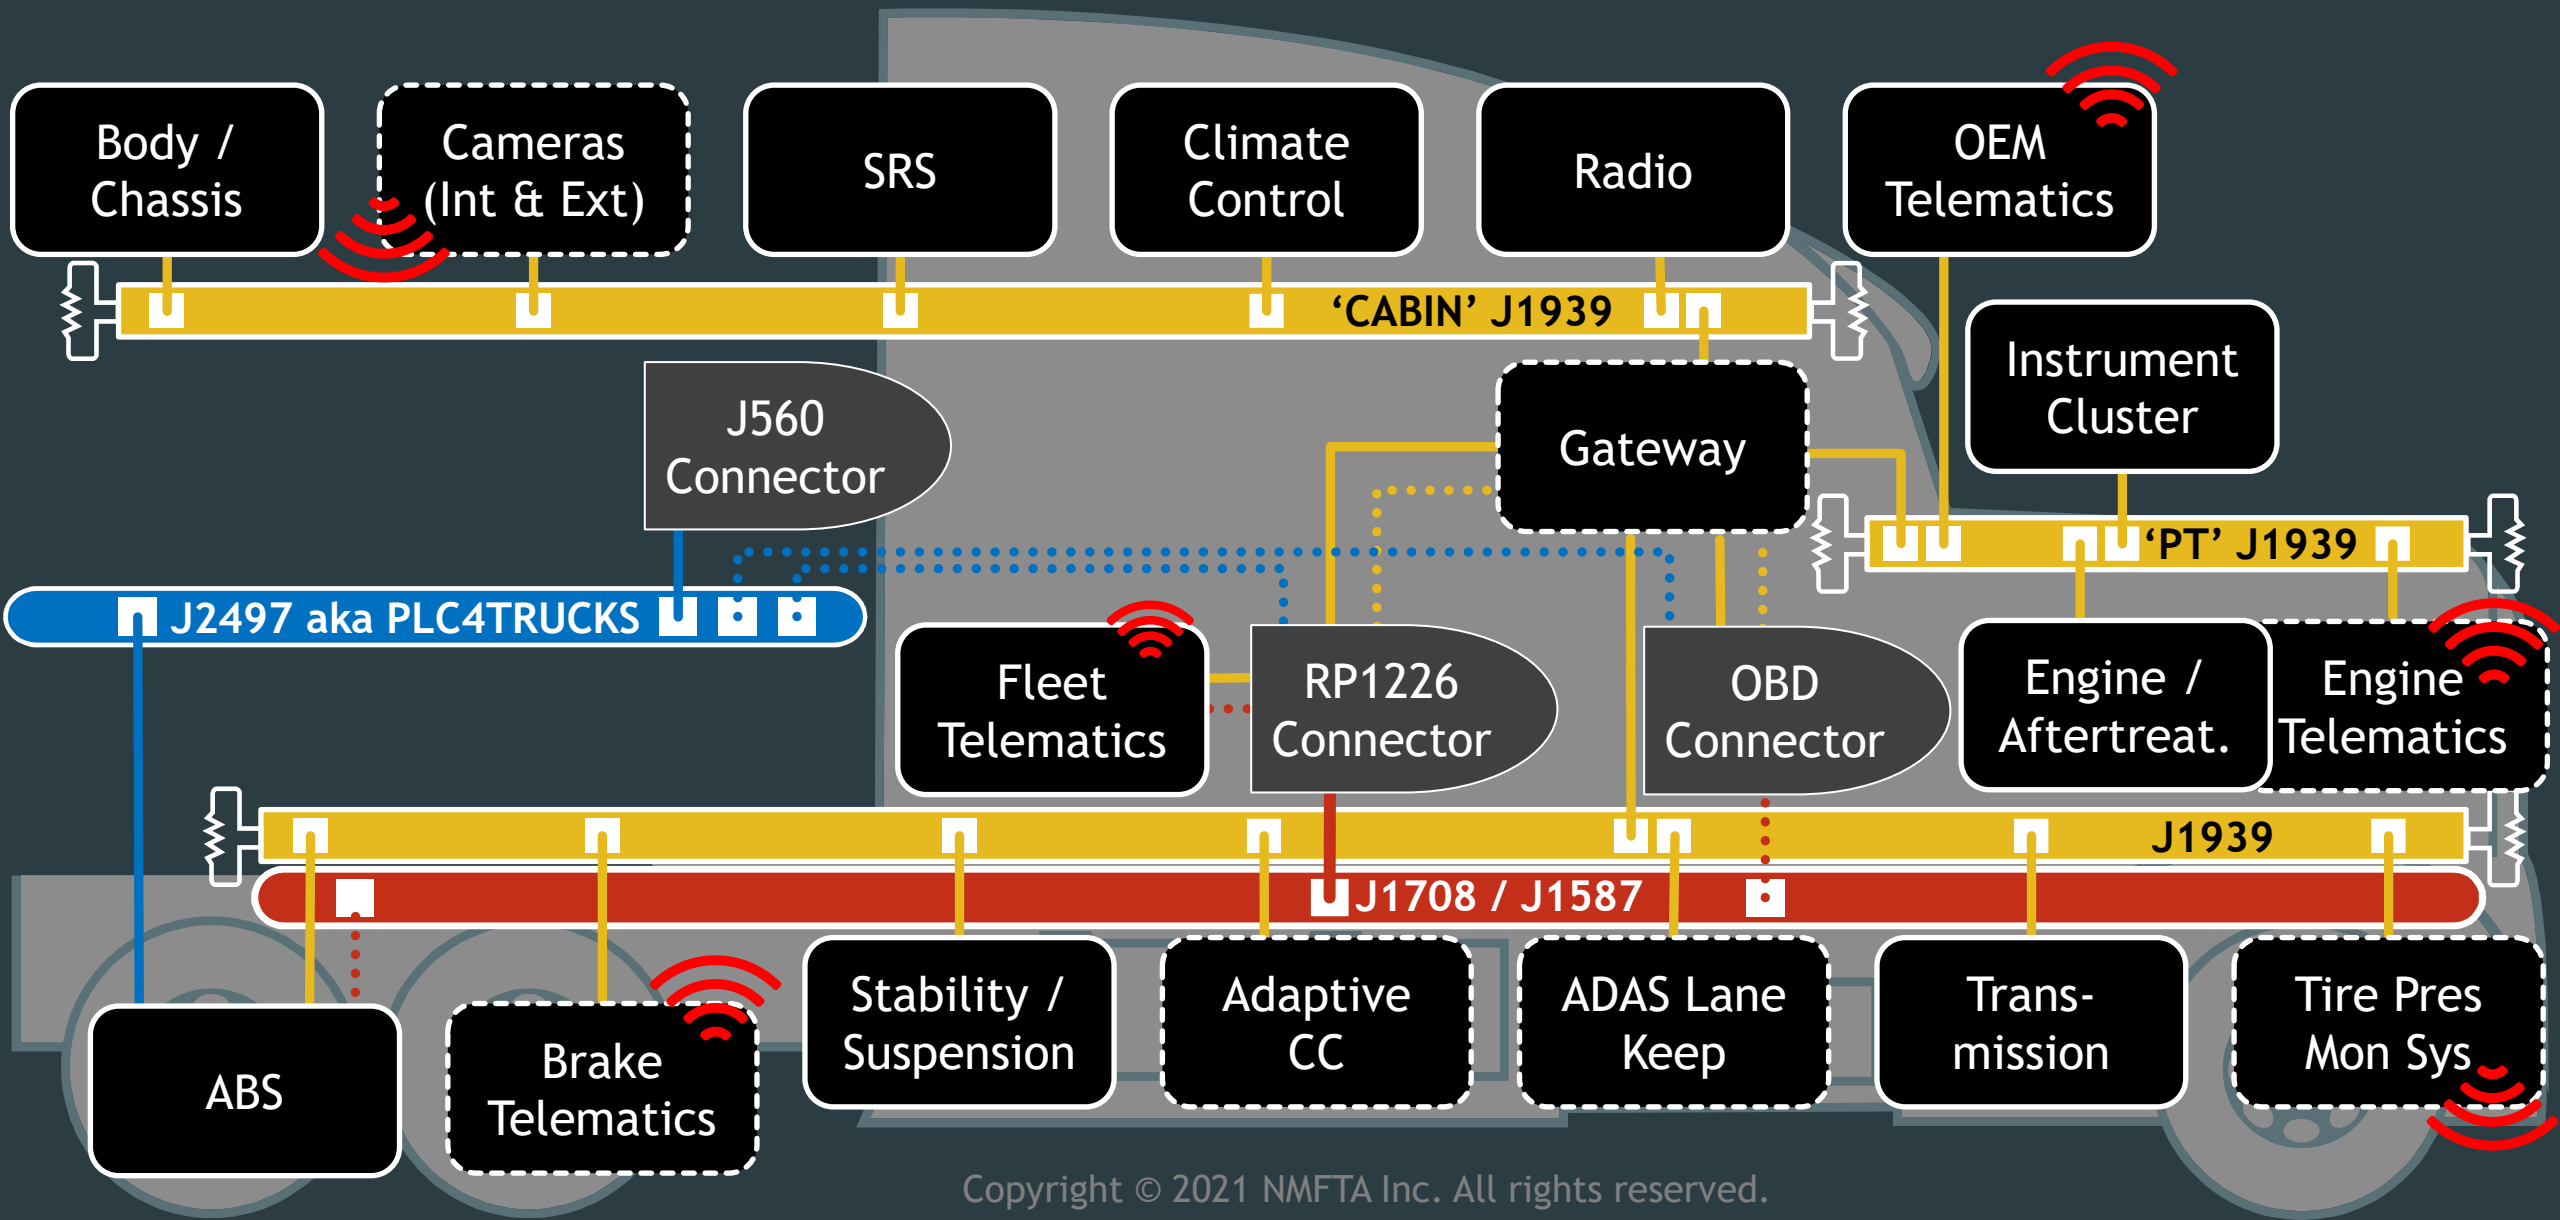 Body /
Chassis
Cameras
(Int & Ext)
SRS
Climate
Control
Radio
OEM
Telematics
‘CABIN’ J1939
Instrument
Cluster
J560
Connector
Gateway
‘PT’ J1939
J2497 aka PLC4TRUCKS
Fleet
Telematics
RP1226
Connector
OBD
Connector
Engine /
Aftertreat.
Engine
Telematics
J1939
J1708 / J1587
ABS
Brake
Telematics
Stability /
Suspension
Adaptive
CC
ADAS Lane
Keep
Trans-
mission
Tire Pres
Mon Sys
Copyright © 2021 NMFTA Inc. All rights reserved.